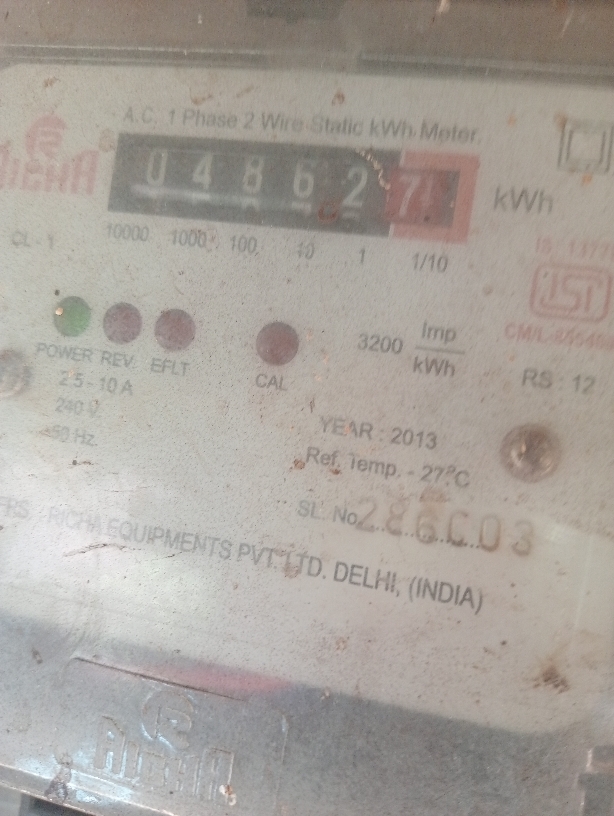 A.C. 1 Phase 2 Wire Static kWh Meter
RICHA
0 4 8 6 2 7 kWh
10000 1000 100 10 1 1/10
CL - 1
ISI
CM/L-
3200 Imp/kWh
POWER REV EFLT CAL
RS : 12
2.5 - 10 A
240 V
50 Hz.
YEAR : 2013
Ref. Temp. - 27°C
SL. No.
RICHA EQUIPMENTS PVT. LTD. DELHI, (INDIA)
RICHA